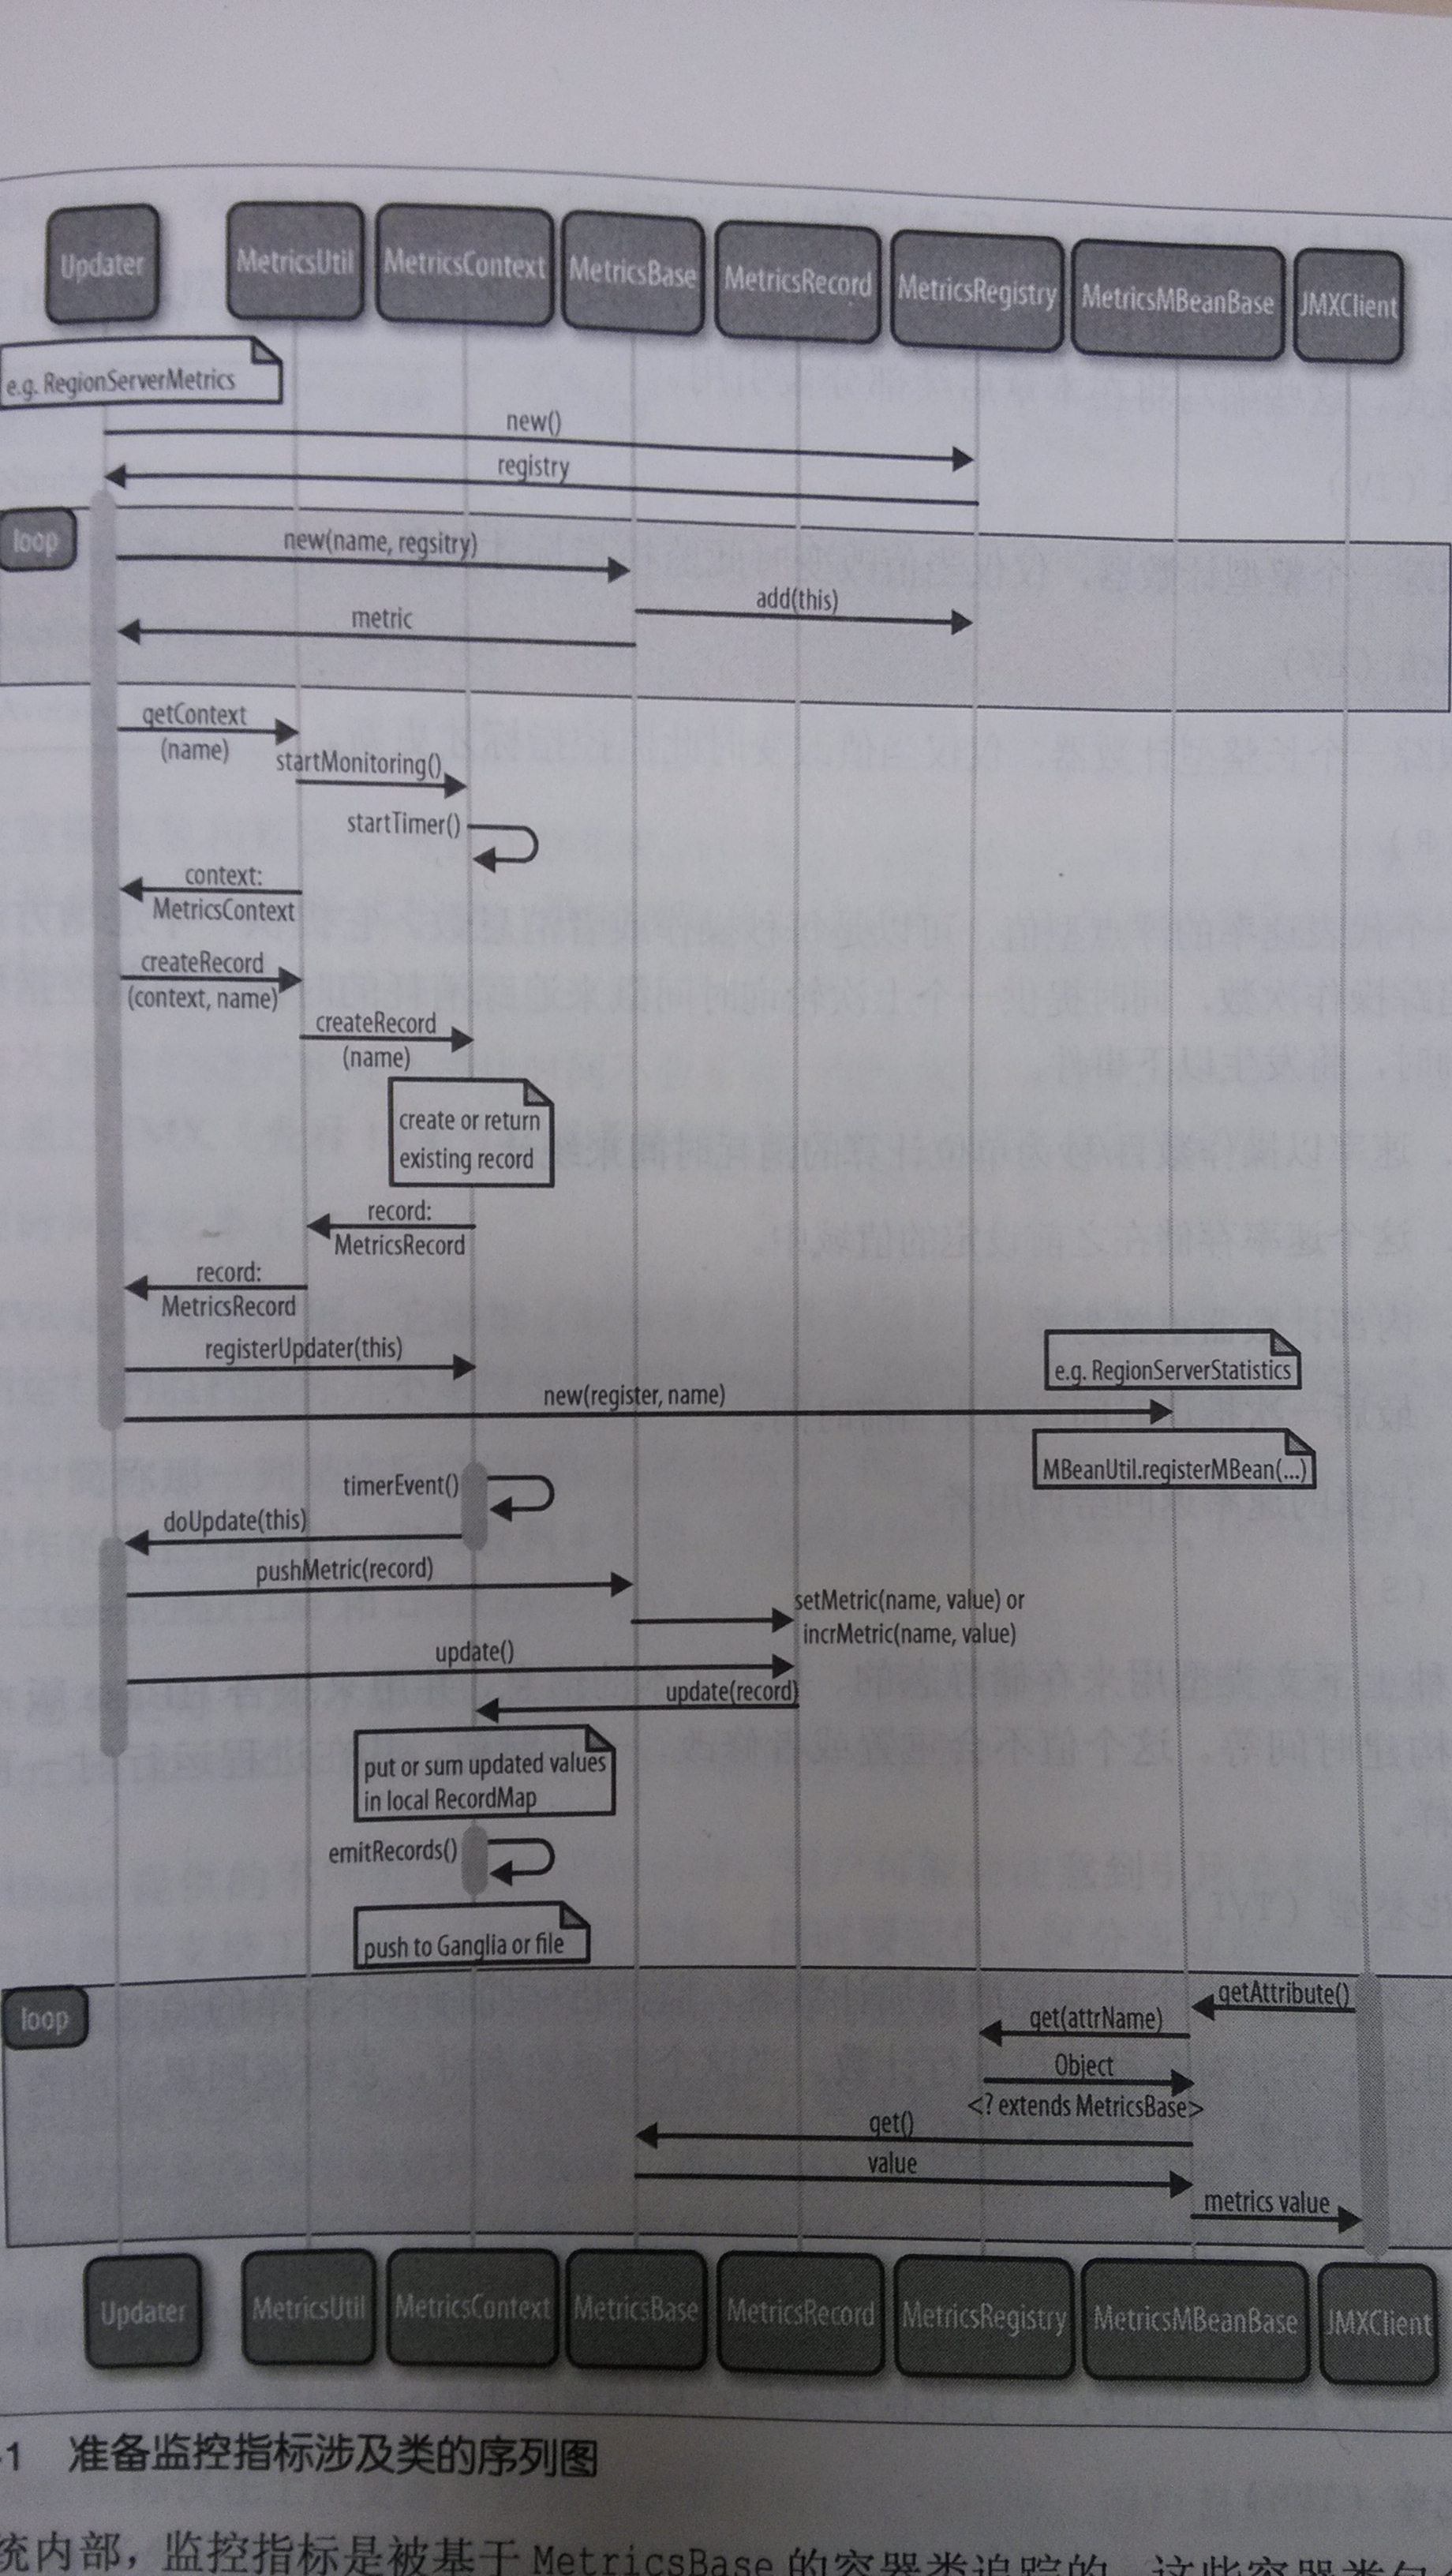 Updater
MetricsUtil
MetricsContext
MetricsBase
MetricsRecord
MetricsRegistry
MetricsMBeanBase
JMXClient
e.g. RegionServerMetrics
new()
registry
loop
new(name, regsitry)
add(this)
metric
getContext
(name)
startMonitoring()
startTimer()
context:
MetricsContext
createRecord
(context, name)
createRecord
(name)
create or return
existing record
record:
MetricsRecord
record:
MetricsRecord
registerUpdater(this)
e.g. RegionServerStatistics
new(register, name)
MBeanUtil.registerMBean(...)
timerEvent()
doUpdate(this)
pushMetric(record)
setMetric(name, value) or
incrMetric(name, value)
update()
update(record)
put or sum updated values
in local RecordMap
emitRecords()
push to Ganglia or file
loop
getAttribute()
get(attrName)
Object
<? extends MetricsBase>
get()
value
metrics value
Updater
MetricsUtil
MetricsContext
MetricsBase
MetricsRecord
MetricsRegistry
MetricsMBeanBase
JMXClient
-1 准备监控指标涉及类的序列图
统内部，监控指标是被基于 MetricsBase 的容器类追踪的，这些容器类